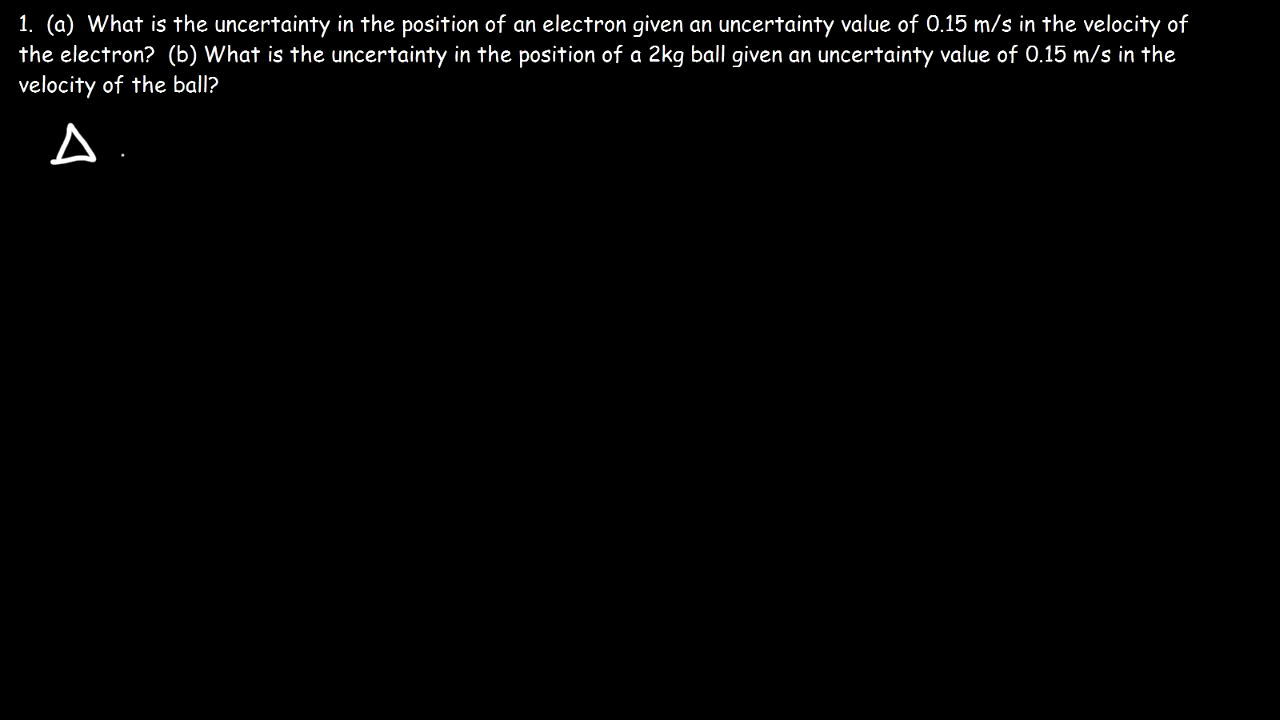 1. (a) What is the uncertainty in the position of an electron given an uncertainty value of 0.15 m/s in the velocity of
the electron? (b) What is the uncertainty in the position of a 2kg ball given an uncertainty value of 0.15 m/s in the
velocity of the ball?
Δ